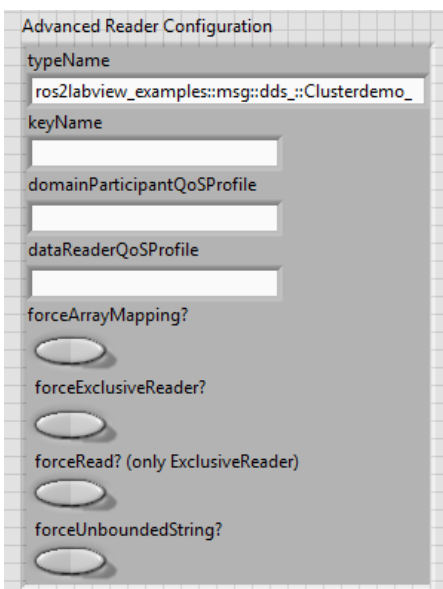 Advanced Reader Configuration
typeName
ros2labview_examples::msg::dds_::Clusterdemo_
keyName
domainParticipantQoSProfile
dataReaderQoSProfile
forceArrayMapping?
forceExclusiveReader?
forceRead? (only ExclusiveReader)
forceUnboundedString?